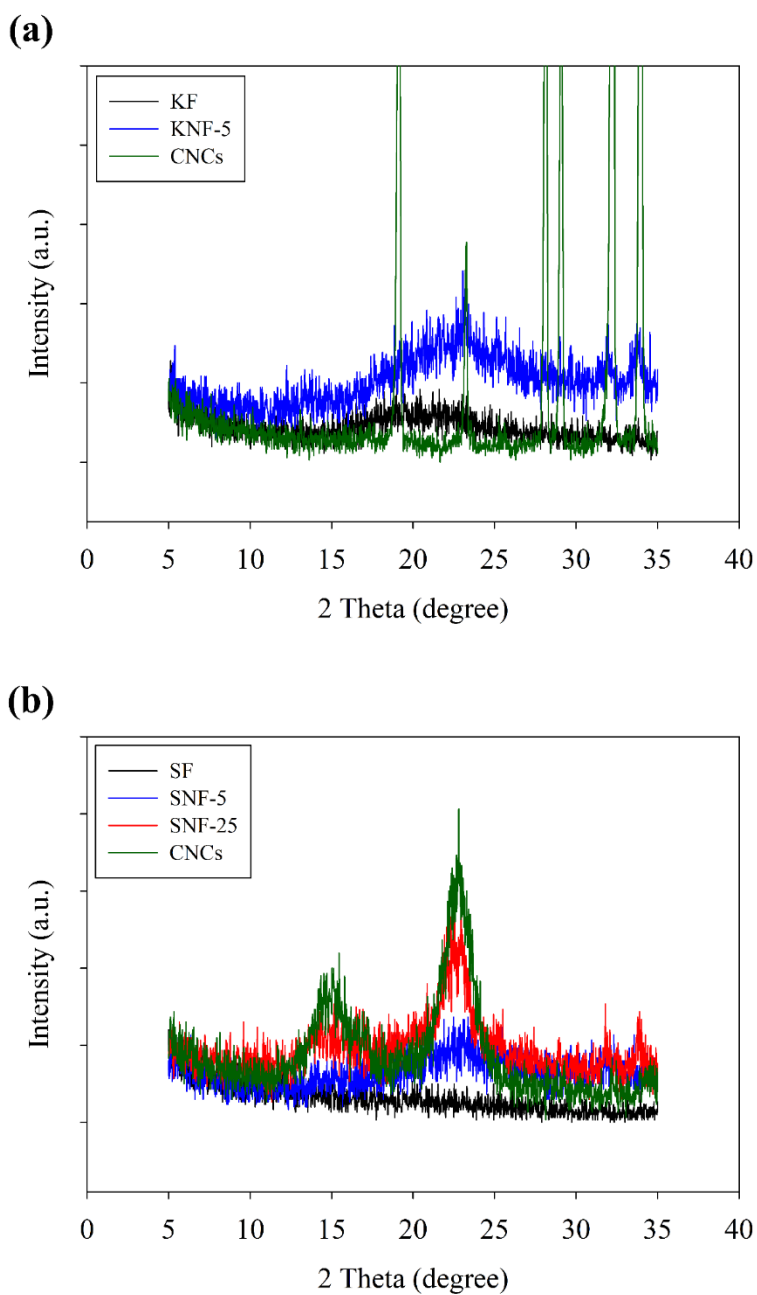 (a)
KF
KNF-5
CNCs
Intensity (a.u.)
0 5 10 15 20 25 30 35 40
2 Theta (degree)
(b)
SF
SNF-5
SNF-25
CNCs
Intensity (a.u.)
0 5 10 15 20 25 30 35 40
2 Theta (degree)